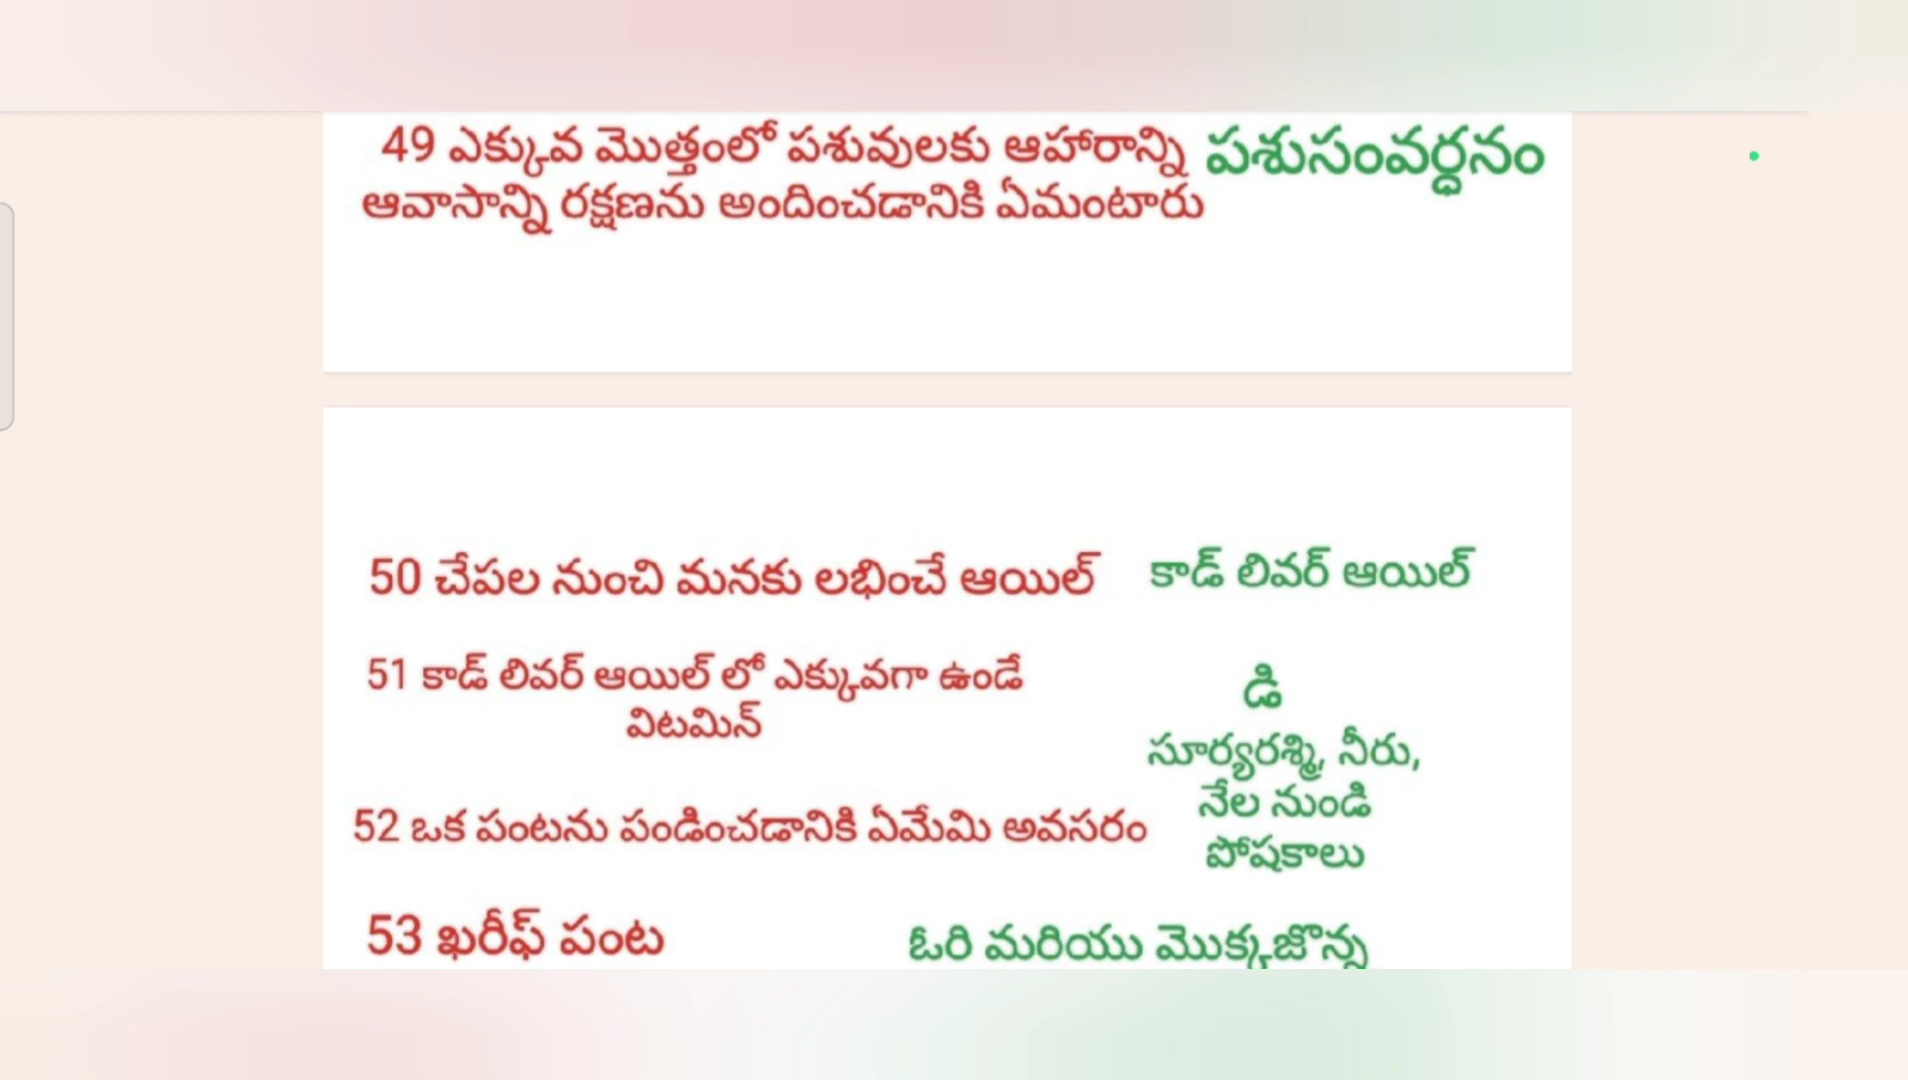 49 ఎక్కువ మొత్తంలో పశువులకు ఆహారాన్ని పశుసంవర్ధనం
ఆవాసాన్ని రక్షణను అందించడానికి ఏమంటారు
50 చేపల నుంచి మనకు లభించే ఆయిల్ కాడ్ లివర్ ఆయిల్
51 కాడ్ లివర్ ఆయిల్ లో ఎక్కువగా ఉండే
విటమిన్
డి
52 ఒక పంటను పండించడానికి ఏమేమి అవసరం
సూర్యరశ్మి, నీరు,
నేల నుండి
పోషకాలు
53 ఖరీఫ్ పంట ఓరి మరియు మొక్కజొన్న